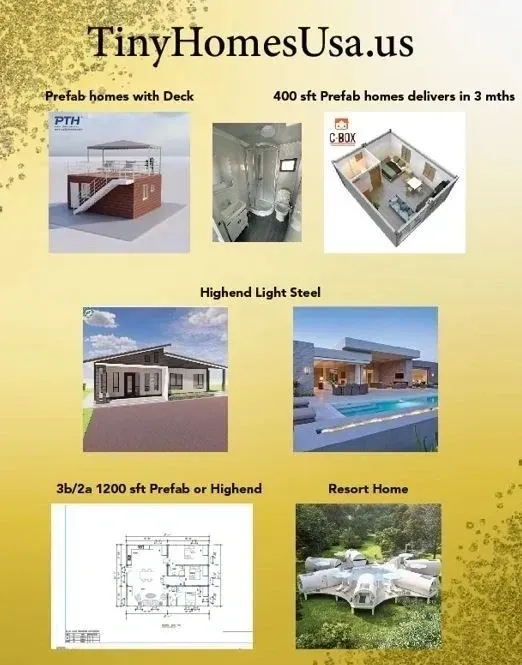 TinyHomesUsa.us
Prefab homes with Deck
400 sft Prefab homes delivers in 3 mths
PTH
C-BOX
Highend Light Steel
3b/2a 1200 sft Prefab or Highend
Resort Home